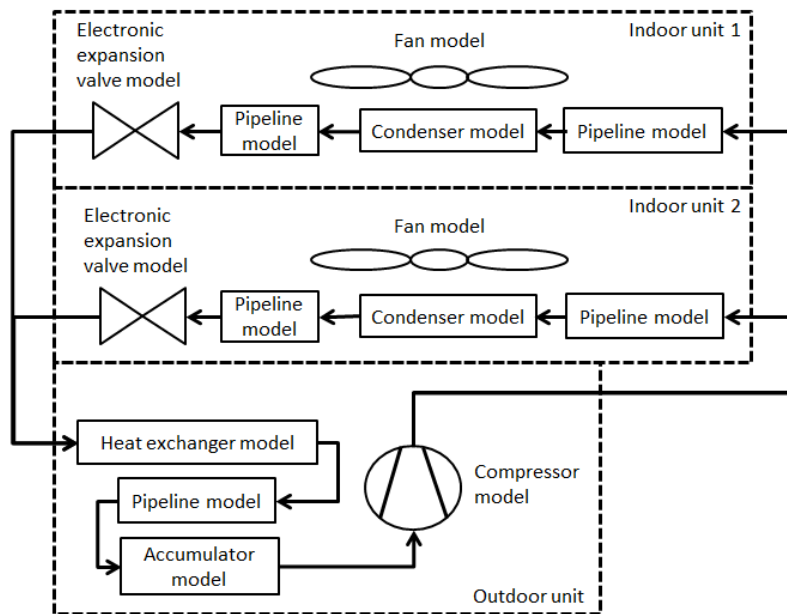 Electronic
expansion
valve model
Fan model
Indoor unit 1
Pipeline
model
Condenser model
Pipeline model
Electronic
expansion
valve model
Fan model
Indoor unit 2
Pipeline
model
Condenser model
Pipeline model
Heat exchanger model
Pipeline model
Accumulator
model
Compressor
model
Outdoor unit